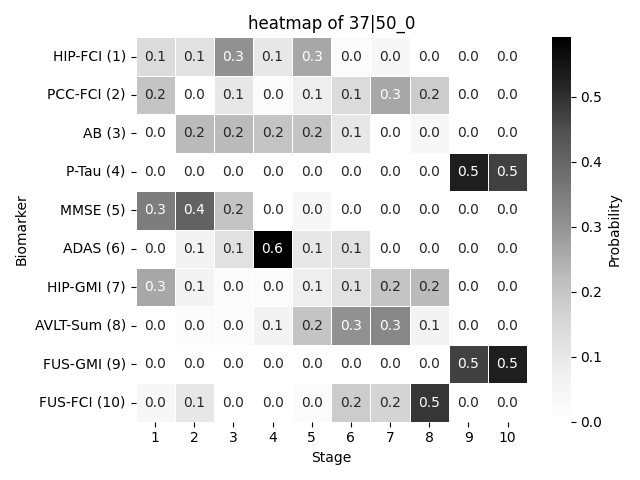 heatmap of 37|50_0
HIP-FCI (1) 0.1 0.1 0.3 0.1 0.3 0.0 0.0 0.0 0.0 0.0
PCC-FCI (2) 0.2 0.0 0.1 0.0 0.1 0.1 0.3 0.2 0.0 0.0
AB (3) 0.0 0.2 0.2 0.2 0.2 0.1 0.0 0.0 0.0 0.0
P-Tau (4) 0.0 0.0 0.0 0.0 0.0 0.0 0.0 0.0 0.5 0.5
MMSE (5) 0.3 0.4 0.2 0.0 0.0 0.0 0.0 0.0 0.0 0.0
ADAS (6) 0.0 0.1 0.1 0.6 0.1 0.1 0.0 0.0 0.0 0.0
HIP-GMI (7) 0.3 0.1 0.0 0.0 0.1 0.1 0.2 0.2 0.0 0.0
AVLT-Sum (8) 0.0 0.0 0.0 0.1 0.2 0.3 0.3 0.1 0.0 0.0
FUS-GMI (9) 0.0 0.0 0.0 0.0 0.0 0.0 0.0 0.0 0.5 0.5
FUS-FCI (10) 0.0 0.1 0.0 0.0 0.0 0.2 0.2 0.5 0.0 0.0
1 2 3 4 5 6 7 8 9 10
Stage
Biomarker
0.5
0.4
0.3
0.2
0.1
0.0
Probability